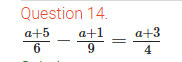 Question 14.
a+5/6 − a+1/9 = a+3/4